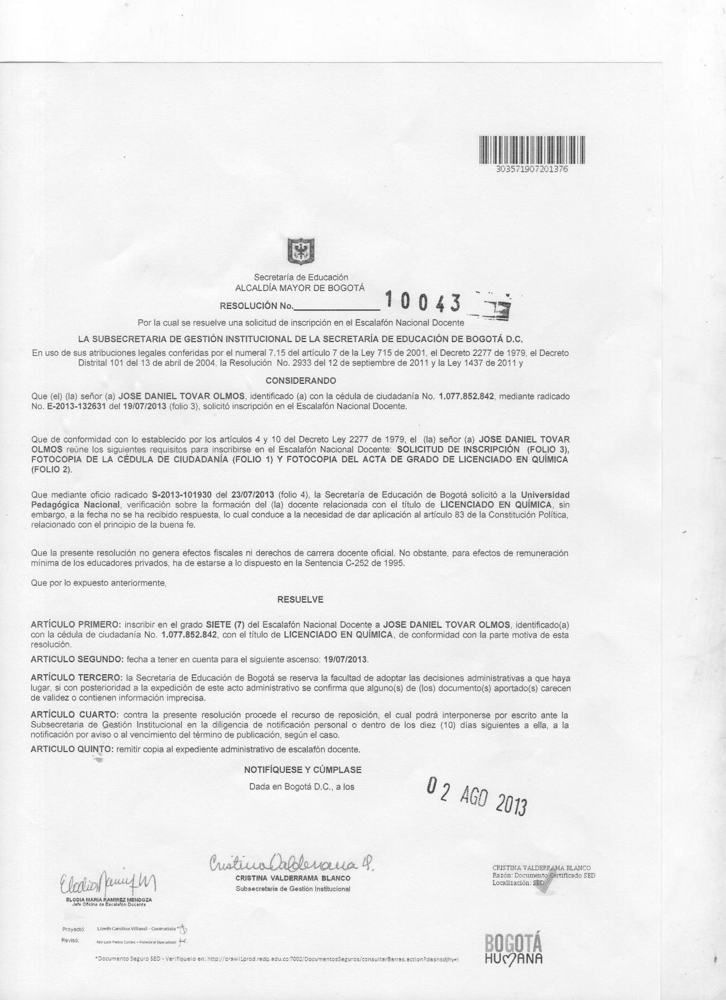 303571907201376
Secretaría de Educación
ALCALDÍA MAYOR DE BOGOTÁ
RESOLUCIÓN No. 10043
Por la cual se resuelve una solicitud de inscripción en el Escalafón Nacional Docente
LA SUBSECRETARIA DE GESTIÓN INSTITUCIONAL DE LA SECRETARÍA DE EDUCACIÓN DE BOGOTÁ D.C.
En uso de sus atribuciones legales conferidas por el numeral 7.15 del artículo 7 de la Ley 715 de 2001, el Decreto 2277 de 1979, el Decreto
Distrital 101 del 13 de abril de 2004, la Resolución No. 2933 del 12 de septiembre de 2011 y la Ley 1437 de 2011 y
CONSIDERANDO
Que (el) (la) señor (a) JOSE DANIEL TOVAR OLMOS, identificado (a) con la cédula de ciudadanía No. 1.077.852.842, mediante radicado
No. E-2013-132631 del 19/07/2013 (folio 3), solicitó inscripción en el Escalafón Nacional Docente.
Que de conformidad con lo establecido por los artículos 4 y 10 del Decreto Ley 2277 de 1979, el (la) señor (a) JOSE DANIEL TOVAR
OLMOS reúne los siguientes requisitos para inscribirse en el Escalafón Nacional Docente: SOLICITUD DE INSCRIPCIÓN (FOLIO 3),
FOTOCOPIA DE LA CÉDULA DE CIUDADANÍA (FOLIO 1) Y FOTOCOPIA DEL ACTA DE GRADO DE LICENCIADO EN QUÍMICA
(FOLIO 2).
Que mediante oficio radicado S-2013-101930 del 23/07/2013 (folio 4), la Secretaría de Educación de Bogotá solicitó a la Universidad
Pedagógica Nacional, verificación sobre la formación del (la) docente relacionada con el título de LICENCIADO EN QUÍMICA, sin
embargo, a la fecha no se ha recibido respuesta, lo cual conduce a la necesidad de dar aplicación al artículo 83 de la Constitución Política,
relacionado con el principio de la buena fe.
Que la presente resolución no genera efectos fiscales ni derechos de carrera docente oficial. No obstante, para efectos de remuneración
mínima de los educadores privados, ha de estarse a lo dispuesto en la Sentencia C-252 de 1995.
Que por lo expuesto anteriormente,
RESUELVE
ARTÍCULO PRIMERO: inscribir en el grado SIETE (7) del Escalafón Nacional Docente a JOSE DANIEL TOVAR OLMOS, identificado(a)
con la cédula de ciudadanía No. 1.077.852.842, con el título de LICENCIADO EN QUÍMICA, de conformidad con la parte motiva de esta
resolución.
ARTICULO SEGUNDO: fecha a tener en cuenta para el siguiente ascenso: 19/07/2013.
ARTÍCULO TERCERO: la Secretaria de Educación de Bogotá se reserva la facultad de adoptar las decisiones administrativas a que haya
lugar, si con posterioridad a la expedición de este acto administrativo se confirma que alguno(s) de (los) documento(s) aportado(s) carecen
de validez o contienen información imprecisa.
ARTÍCULO CUARTO: contra la presente resolución procede el recurso de reposición, el cual podrá interponerse por escrito ante la
Subsecretaria de Gestión Institucional en la diligencia de notificación personal o dentro de los diez (10) días siguientes a ella, a la
notificación por aviso o al vencimiento del término de publicación, según el caso.
ARTICULO QUINTO: remitir copia al expediente administrativo de escalafón docente.
NOTIFÍQUESE Y CÚMPLASE
Dada en Bogotá D.C., a los
02 AGO 2013
Cristina Valderrama B.
CRISTINA VALDERRAMA BLANCO
Subsecretaria de Gestión Institucional
CRISTINA VALDERRAMA BLANCO
Razón: Documento Certificado SED
Localización: SED
ELODIA MARIA RAMIREZ MENDOZA
Jefe Oficina de Escalafón Docente
Proyectó: Lizeth Carolina Villamil - Contratista
Revisó: Lucia Medina – Profesional Especializado
*Documento Seguro SED - Verifíquelo en: http://orawl1prod.redp.edu.co:7002/DocumentosSeguros/consultarBarras.action?dasnsdjhy=!
BOGOTÁ
HUMANA